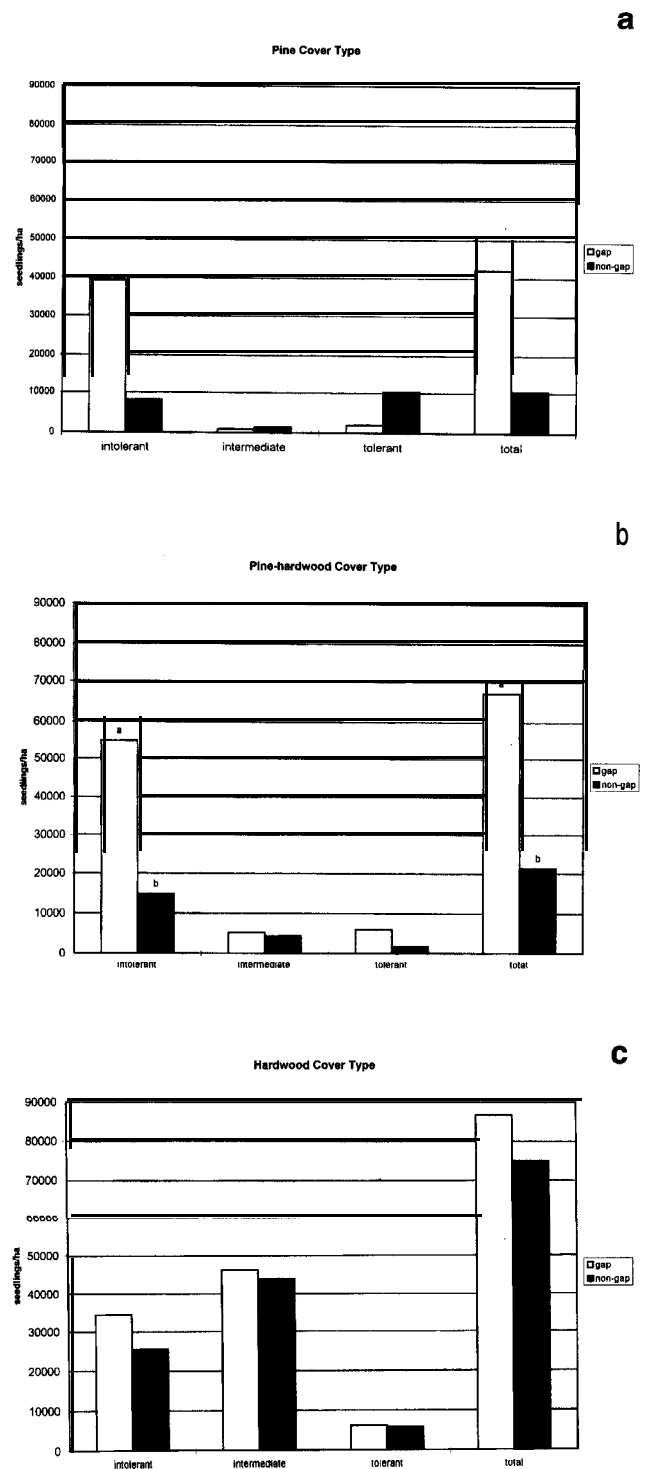 a
Pine Cover Type
90000
80000
70000
60000
50000
40000
30000
20000
10000
0
seedlings/ha
intolerant intermediate tolerant total
gap
non-gap
b
Pine-hardwood Cover Type
90000
80000
70000
60000
50000
40000
30000
20000
10000
0
seedlings/ha
a
b
a
b
intolerant intermediate tolerant total
gap
non-gap
c
Hardwood Cover Type
90000
80000
70000
50000
40000
30000
20000
10000
0
seedlings/ha
intolerant intermediate tolerant total
gap
non-gap